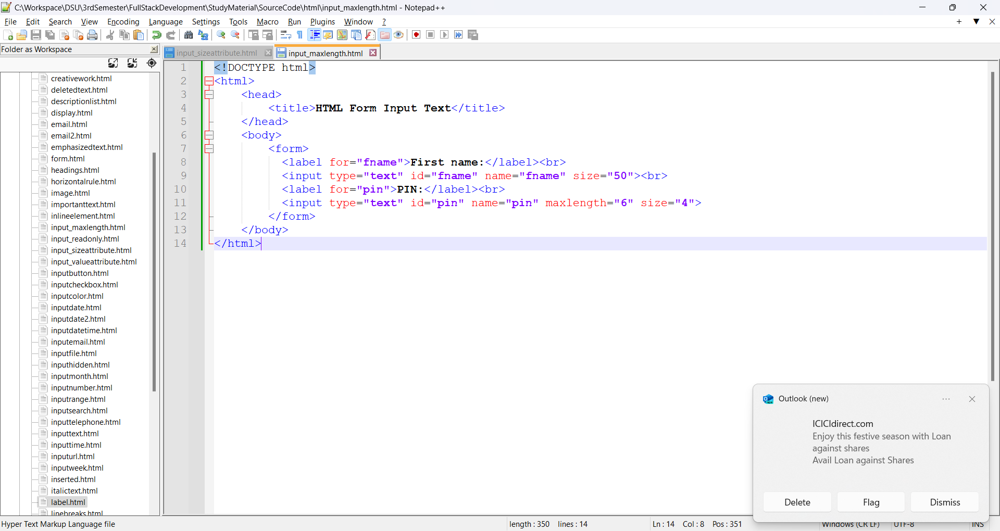 C:\Workspace\DSU\3rdSemester\FullStackDevelopment\StudyMaterial\SourceCode\html\input_maxlength.html - Notepad++
File Edit Search View Encoding Language Settings Tools Macro Run Plugins Window ?
Folder as Workspace
input_sizeattribute.html
input_maxlength.html
creativework.html
deletedtext.html
descriptionlist.html
display.html
email.html
email2.html
emphasizedtext.html
form.html
headings.html
horizontalrule.html
image.html
importanttext.html
inlineelement.html
input_maxlength.html
input_readonly.html
input_sizeattribute.html
input_valueattribute.html
inputbutton.html
inputcheckbox.html
inputcolor.html
inputdate.html
inputdate2.html
inputdatetime.html
inputemail.html
inputfile.html
inputhidden.html
inputmonth.html
inputnumber.html
inputrange.html
inputsearch.html
inputtelephone.html
inputtext.html
inputtime.html
inputurl.html
inputweek.html
inserted.html
italictext.html
label.html
linebreaks.html
1 <!DOCTYPE html>
2 <html>
3 <head>
4 <title>HTML Form Input Text</title>
5 </head>
6 <body>
7 <form>
8 <label for="fname">First name:</label><br>
9 <input type="text" id="fname" name="fname" size="50"><br>
10 <label for="pin">PIN:</label><br>
11 <input type="text" id="pin" name="pin" maxlength="6" size="4">
12 </form>
13 </body>
14 </html>
Outlook (new)
ICICIdirect.com
Enjoy this festive season with Loan
against shares
Avail Loan against Shares
Delete Flag Dismiss
Hyper Text Markup Language file length : 350 lines : 14 Ln : 14 Col : 8 Pos : 351 Windows (CR LF) UTF-8 INS